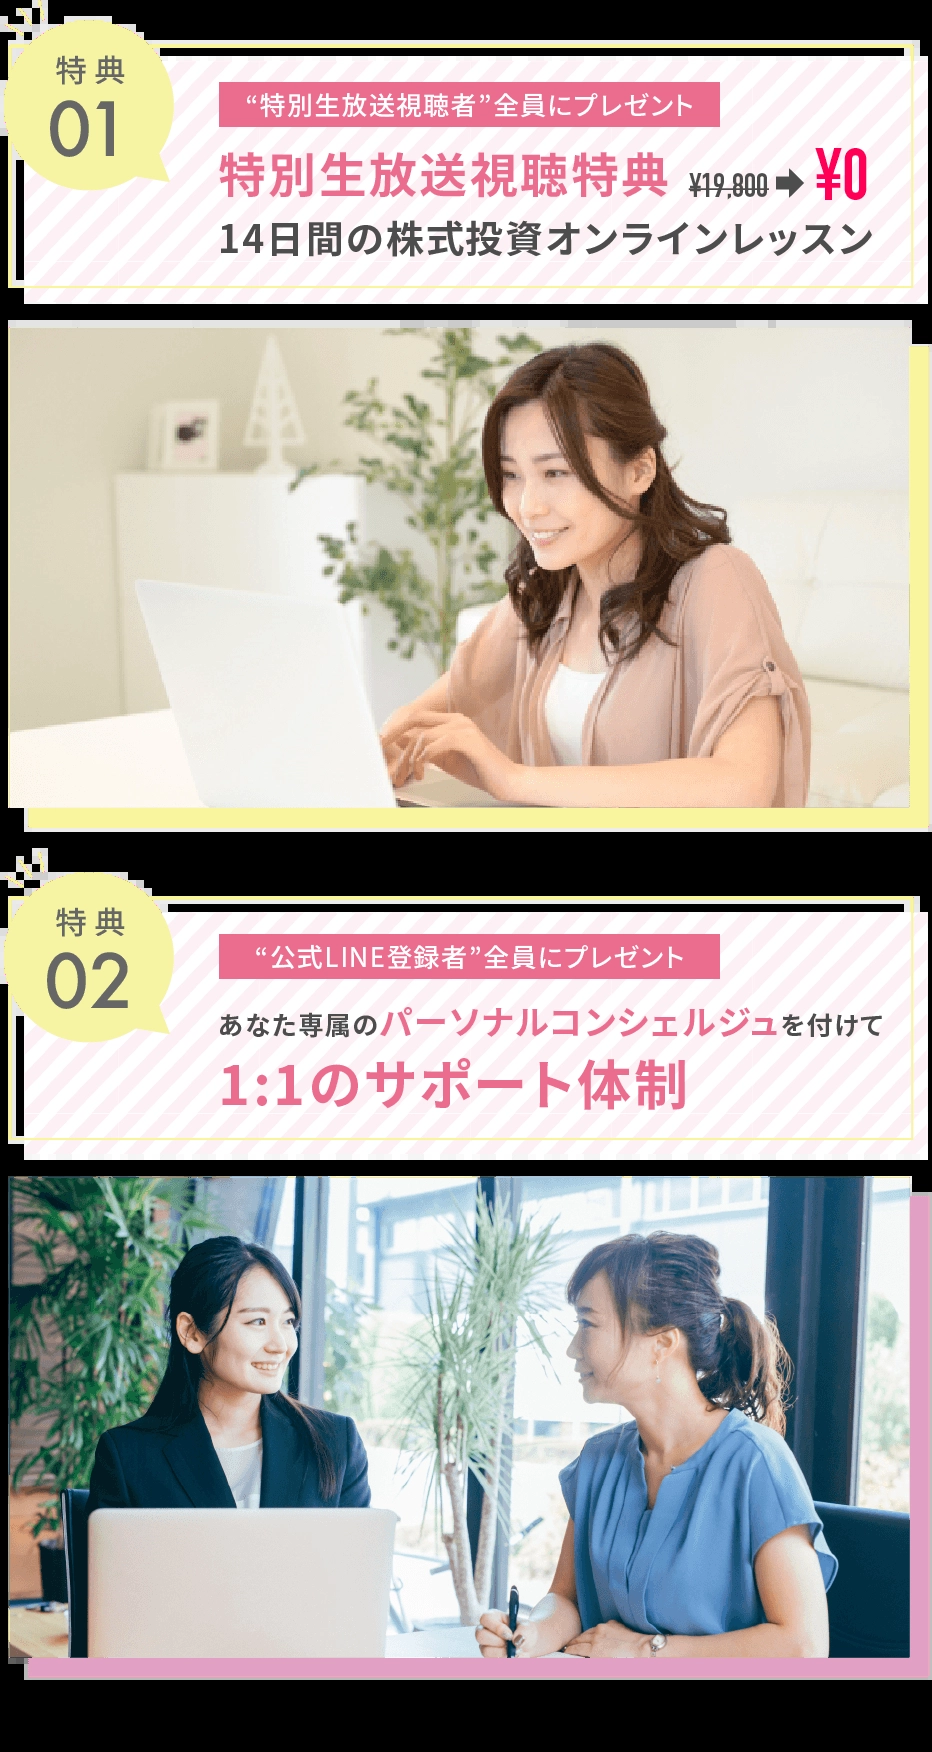 特典
01
“特別生放送視聴者”全員にプレゼント
特別生放送視聴特典 ¥19,800 ➡ ¥0
14日間の株式投資オンラインレッスン
特典
02
“公式LINE登録者”全員にプレゼント
あなた専属のパーソナルコンシェルジュを付けて
1:1のサポート体制